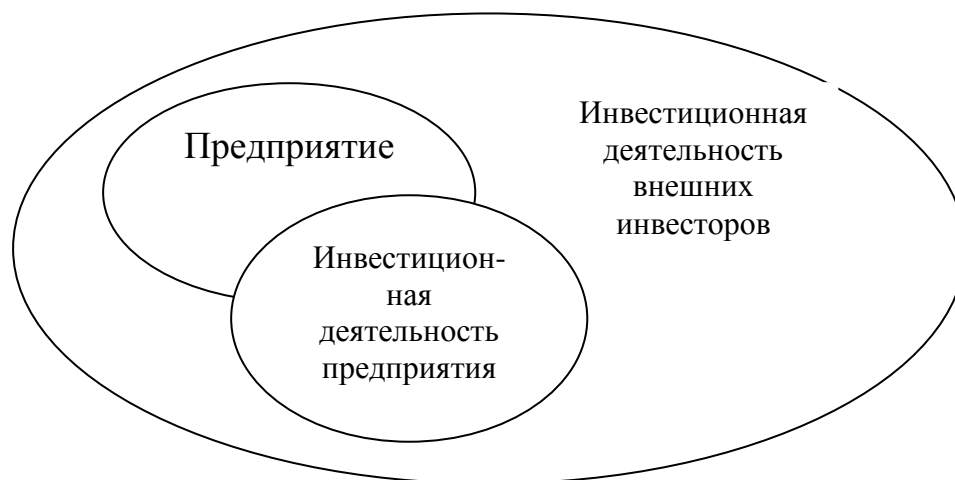 Предприятие
Инвестиционная
деятельность
внешних
инвесторов
Инвестицион-
ная
деятельность
предприятия